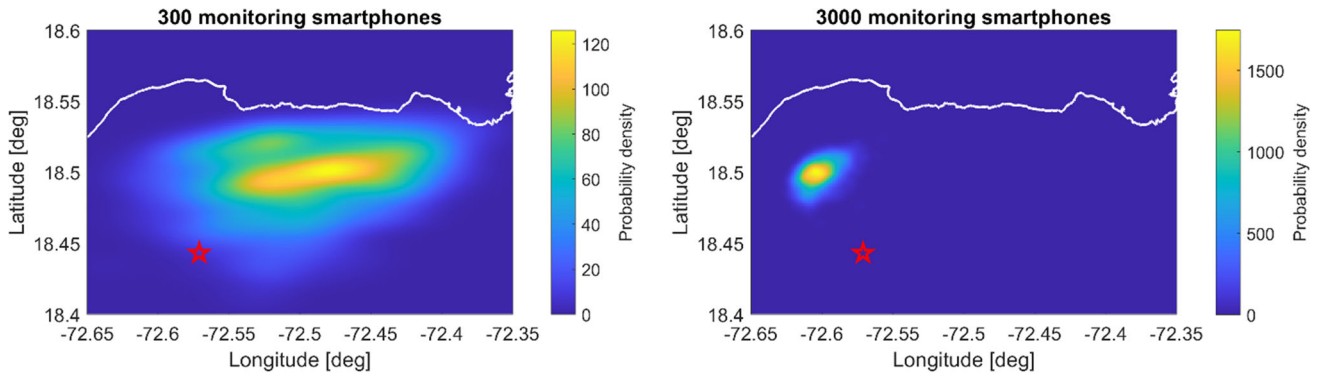 300 monitoring smartphones
18.6
18.55
18.5
18.45
18.4
Latitude [deg]
-72.65 -72.6 -72.55 -72.5 -72.45 -72.4 -72.35
Longitude [deg]
120
100
80
60
40
20
0
Probability density
3000 monitoring smartphones
18.6
18.55
18.5
18.45
18.4
Latitude [deg]
-72.65 -72.6 -72.55 -72.5 -72.45 -72.4 -72.35
Longitude [deg]
1500
1000
500
0
Probability density